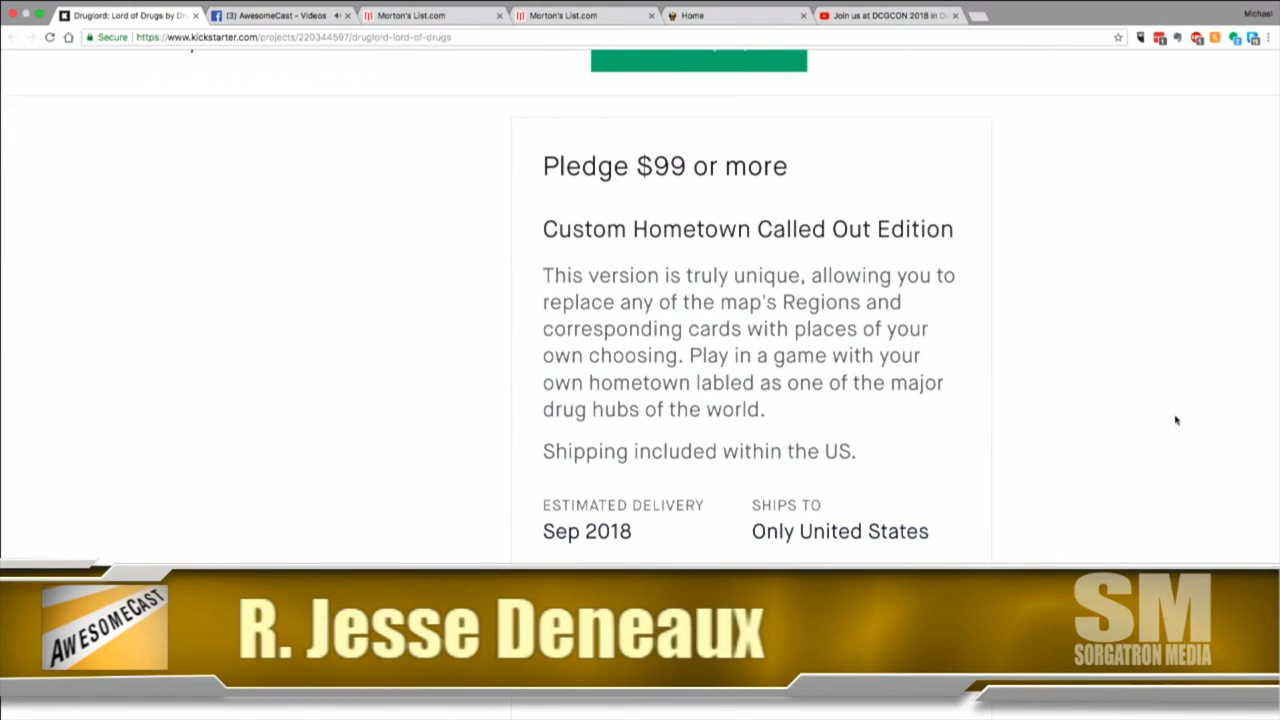 Druglord: Lord of Drugs by Dr
(3) AwesomeCast - Videos
Morton's List.com
Morton's List.com
Home
Join us at DCGCON 2018 in D
Michael
Secure
https://www.kickstarter.com/projects/220344597/druglord-lord-of-drugs
Pledge $99 or more
Custom Hometown Called Out Edition
This version is truly unique, allowing you to
replace any of the map's Regions and
corresponding cards with places of your
own choosing. Play in a game with your
own hometown labled as one of the major
drug hubs of the world.
Shipping included within the US.
ESTIMATED DELIVERY
SHIPS TO
Sep 2018
Only United States
AWESOMECAST
R. Jesse Deneaux
SM
SORGATRON MEDIA